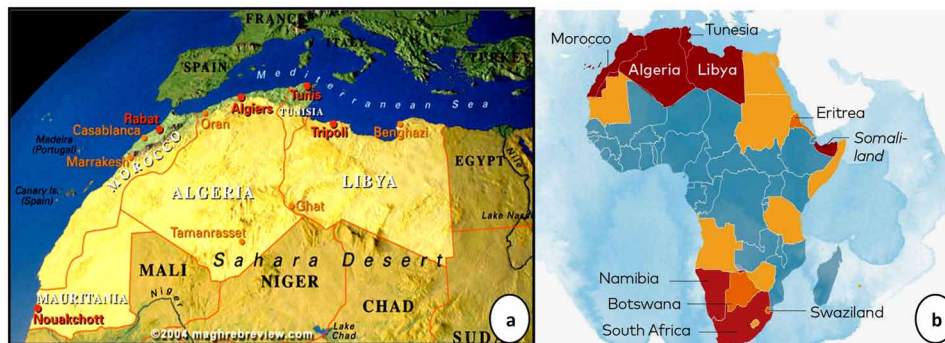 FRANCE
ITALY
SPAIN
TURKEY
Mediterranean Sea
Algiers
Tunis
TUNISIA
Rabat
Oran
Casablanca
Madeira
(Portugal)
Tripoli
Benghazi
Marrakesh
MOROCCO
EGYPT
Nile
Canary Is.
(Spain)
ALGERIA
LIBYA
Ghat
Lake Nass
Tamanrasset
Sahara Desert
MALI
NIGER
MAURITANIA
Niger
CHAD
Nouakchott
Lake
Chad
SUDA
©2004 maghrebreview.com
a
Tunesia
Morocco
Algeria
Libya
Eritrea
Somali-
land
Namibia
Botswana
Swaziland
South Africa
b